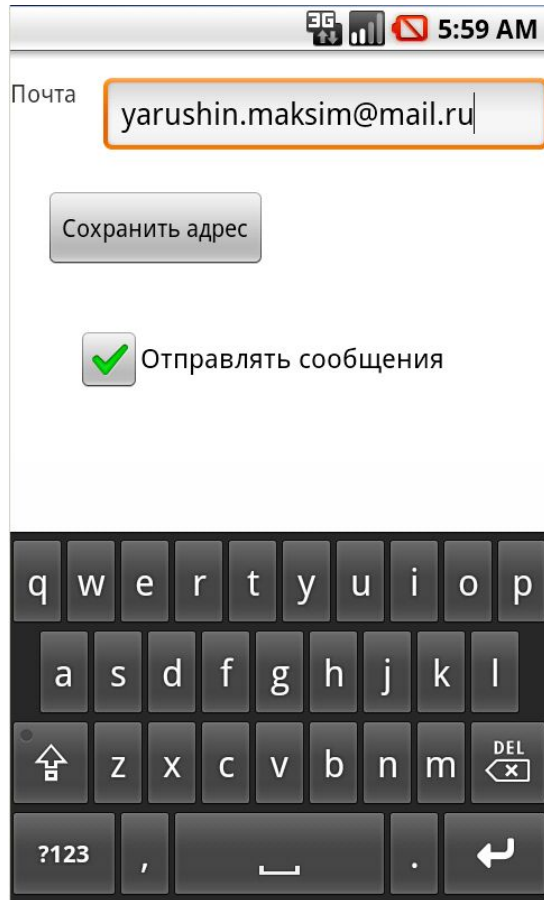 3G 5:59 AM
Почта yarushin.maksim@mail.ru
Сохранить адрес
Отправлять сообщения
q w e r t y u i o p
a s d f g h j k l
z x c v b n m DEL
?123 , .